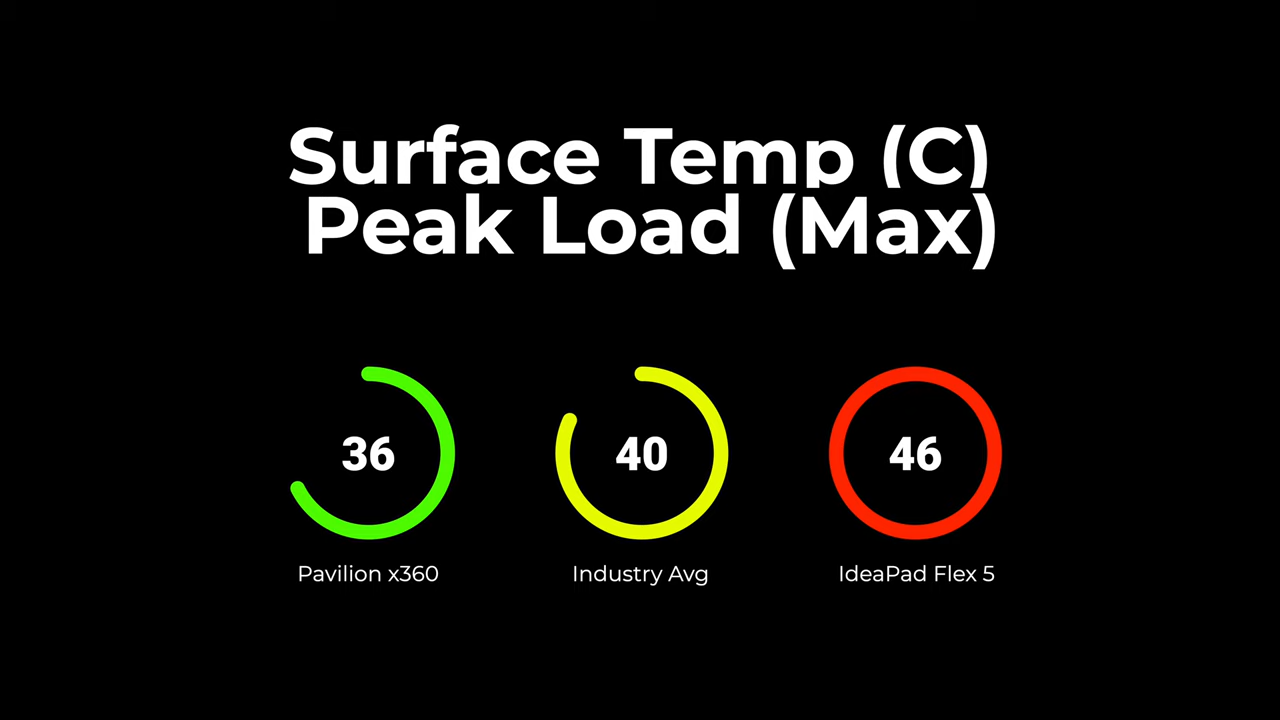 Surface Temp (C)
Peak Load (Max)
36
40
46
Pavilion x360
Industry Avg
IdeaPad Flex 5